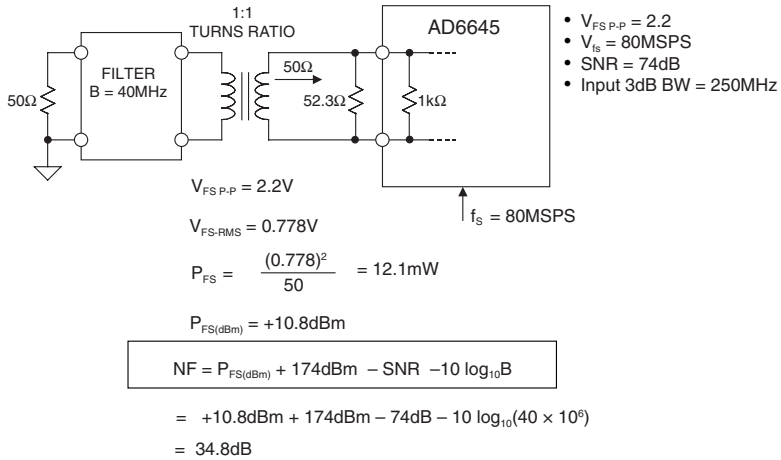 1:1
TURNS RATIO
AD6645
• V_FS P-P = 2.2
• V_fs = 80MSPS
• SNR = 74dB
• Input 3dB BW = 250MHz
FILTER
B = 40MHz
50Ω
50Ω
52.3Ω
1kΩ
f_S = 80MSPS
V_FS P-P = 2.2V
V_FS-RMS = 0.778V
P_FS = (0.778)² / 50 = 12.1mW
P_FS(dBm) = +10.8dBm
NF = P_FS(dBm) + 174dBm – SNR –10 log₁₀B
= +10.8dBm + 174dBm – 74dB – 10 log₁₀(40 × 10⁶)
= 34.8dB